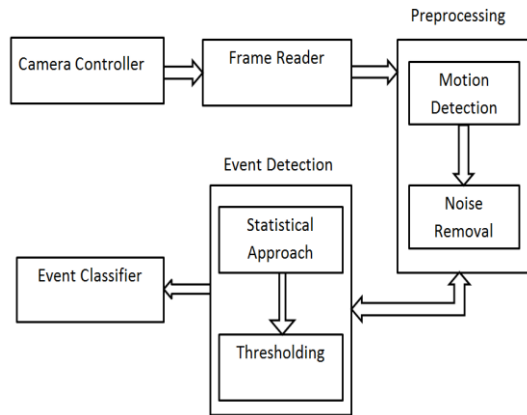 Preprocessing
Camera Controller
Frame Reader
Motion
Detection
Noise
Removal
Event Detection
Statistical
Approach
Thresholding
Event Classifier